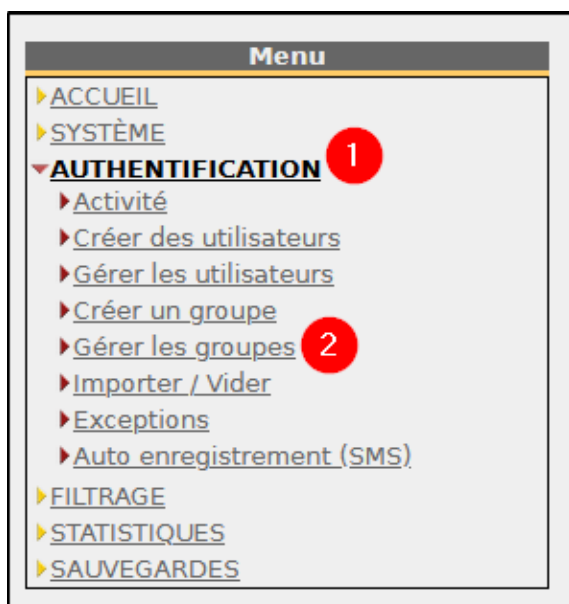 Menu
ACCUEIL
SYSTÈME
AUTHENTIFICATION 1
Activité
Créer des utilisateurs
Gérer les utilisateurs
Créer un groupe
Gérer les groupes 2
Importer / Vider
Exceptions
Auto enregistrement (SMS)
FILTRAGE
STATISTIQUES
SAUVEGARDES